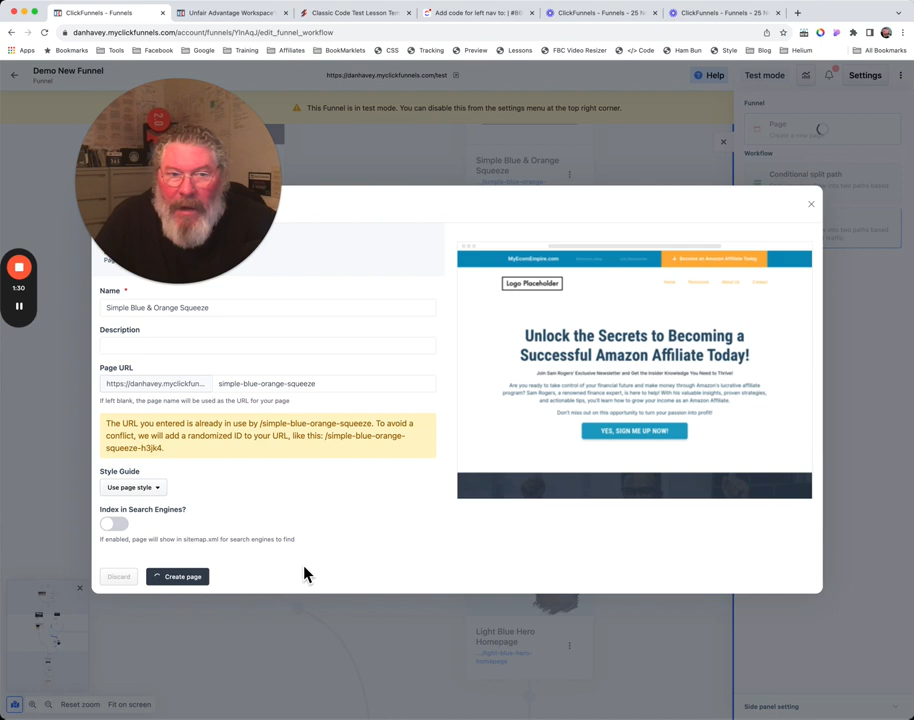 ClickFunnels - Funnels
Unfair Advantage Workspace'
Classic Code Test Lesson Tem
Add code for left nav to: | #86
ClickFunnels - Funnels - 25 N
ClickFunnels - Funnels - 25 N
danhavey.myclickfunnels.com/account/funnels/YlnAqJ/edit_funnel_workflow
Apps
Bookmarks
Tools
Facebook
Google
Training
Affiliates
BookMarklets
CSS
Tracking
Preview
Lessons
FBC Video Resizer
</> Code
Ham Bun
Style
Blog
Helium
All Bookmarks
Demo New Funnel
Funnel
https://danhavey.myclickfunnels.com/test
Help
Test mode
Settings
This Funnel is in test mode. You can disable this from the settings menu at the top right corner.
Funnel
Page
Create a new page
Workflow
Conditional split path
Simple Blue & Orange
Squeeze
1:30
Name *
Simple Blue & Orange Squeeze
Description
Page URL
https://danhavey.myclickfun...
simple-blue-orange-squeeze
If left blank, the page name will be used as the URL for your page
The URL you entered is already in use by /simple-blue-orange-squeeze. To avoid a
conflict, we will add a randomized ID to your URL, like this: /simple-blue-orange-
squeeze-h3jk4.
Style Guide
Use page style
Index in Search Engines?
If enabled, page will show in sitemap.xml for search engines to find
Discard
Create page
MyEcomEmpire.com
Become an Amazon Affiliate Today
Logo Placeholder
Home
Resources
About Us
Contact
Unlock the Secrets to Becoming a
Successful Amazon Affiliate Today!
Join Sam Rogers' Exclusive Newsletter and Get the Insider Knowledge You Need to Thrive!
Are you ready to take control of your financial future and make money through Amazon's lucrative affiliate
program? Sam Rogers, a renowned finance expert, is here to help! With his valuable insights, proven strategies,
and actionable tips, you'll learn how to grow your income as an Amazon Affiliate.
Don't miss out on this opportunity to turn your passion into profit!
YES, SIGN ME UP NOW!
Light Blue Hero
Homepage
.../light-blue-hero-
homepage
Reset zoom
Fit on screen
Side panel setting